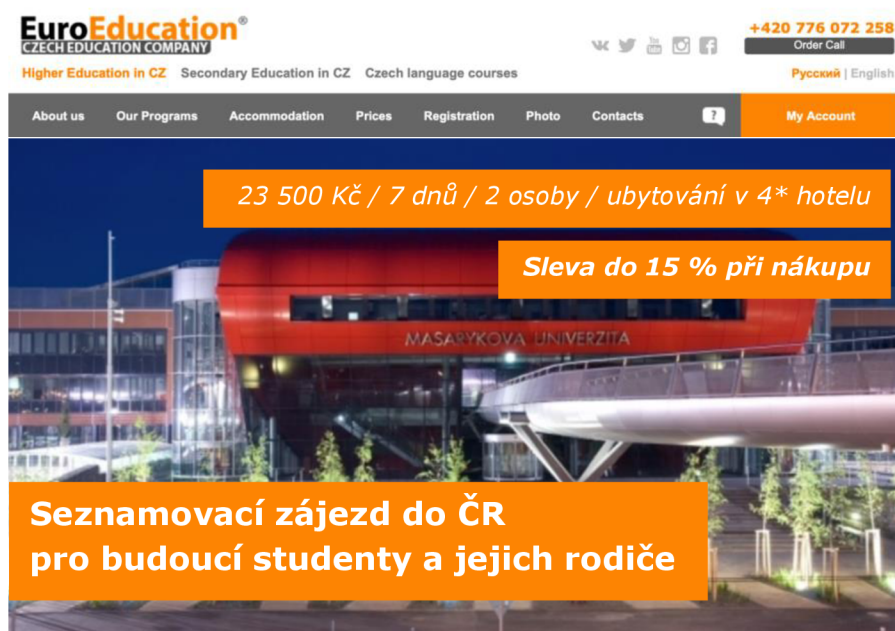 EuroEducation®
CZECH EDUCATION COMPANY
+420 776 072 258
Order Call
Higher Education in CZ Secondary Education in CZ Czech language courses
Русский | English
About us Our Programs Accommodation Prices Registration Photo Contacts ? My Account
23 500 Kč / 7 dnů / 2 osoby / ubytování v 4* hotelu
Sleva do 15 % při nákupu
MASARYKOVA UNIVERZITA
Seznamovací zájezd do ČR
pro budoucí studenty a jejich rodiče